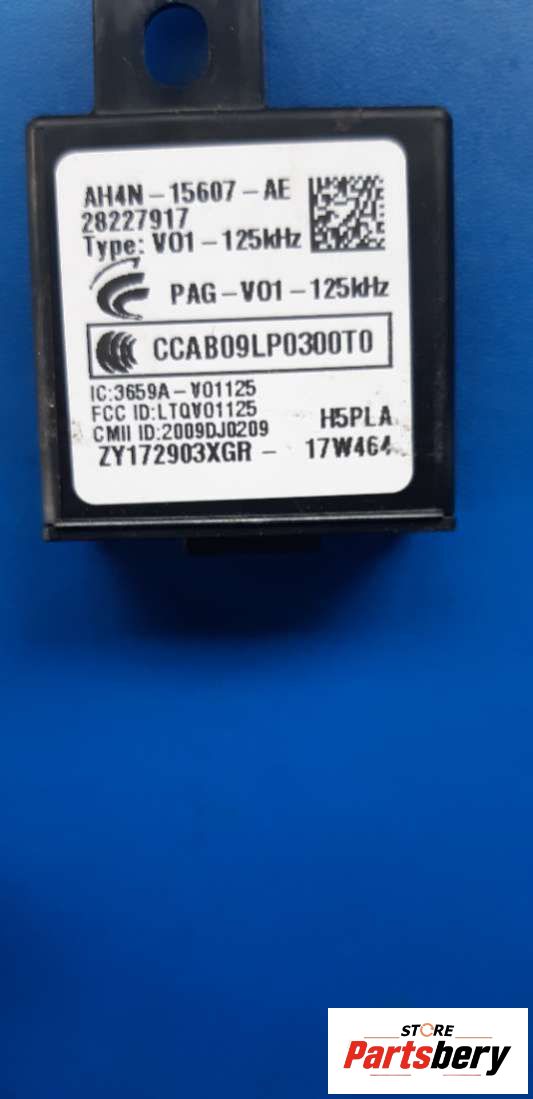 AH4N-15607-AE
28227917
Type: V01-125kHz
PAG-V01-125kHz
CCAB09LP0300T0
IC:3659A-V01125
FCC ID:LTQV01125
CMII ID:2009DJ0209
H5PLA
ZY172903XGR - 17W464
STORE
Partsbery